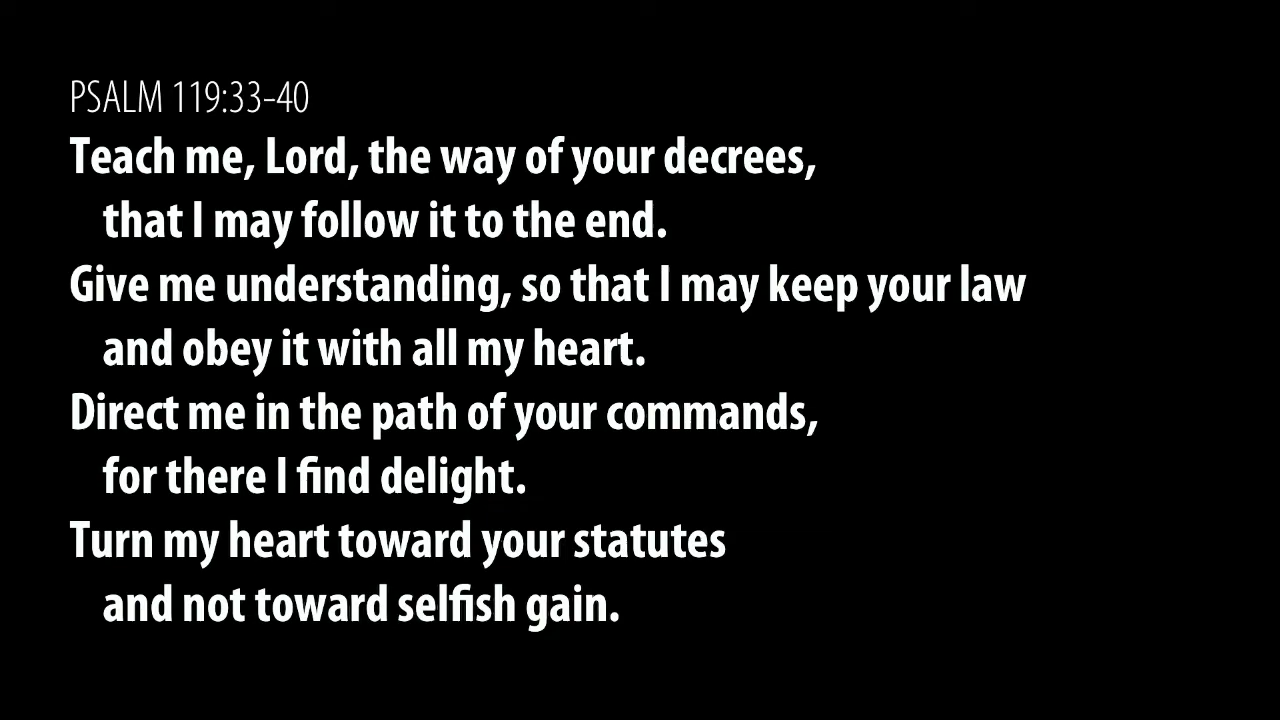 PSALM 119:33-40
Teach me, Lord, the way of your decrees,
that I may follow it to the end.
Give me understanding, so that I may keep your law
and obey it with all my heart.
Direct me in the path of your commands,
for there I find delight.
Turn my heart toward your statutes
and not toward selfish gain.